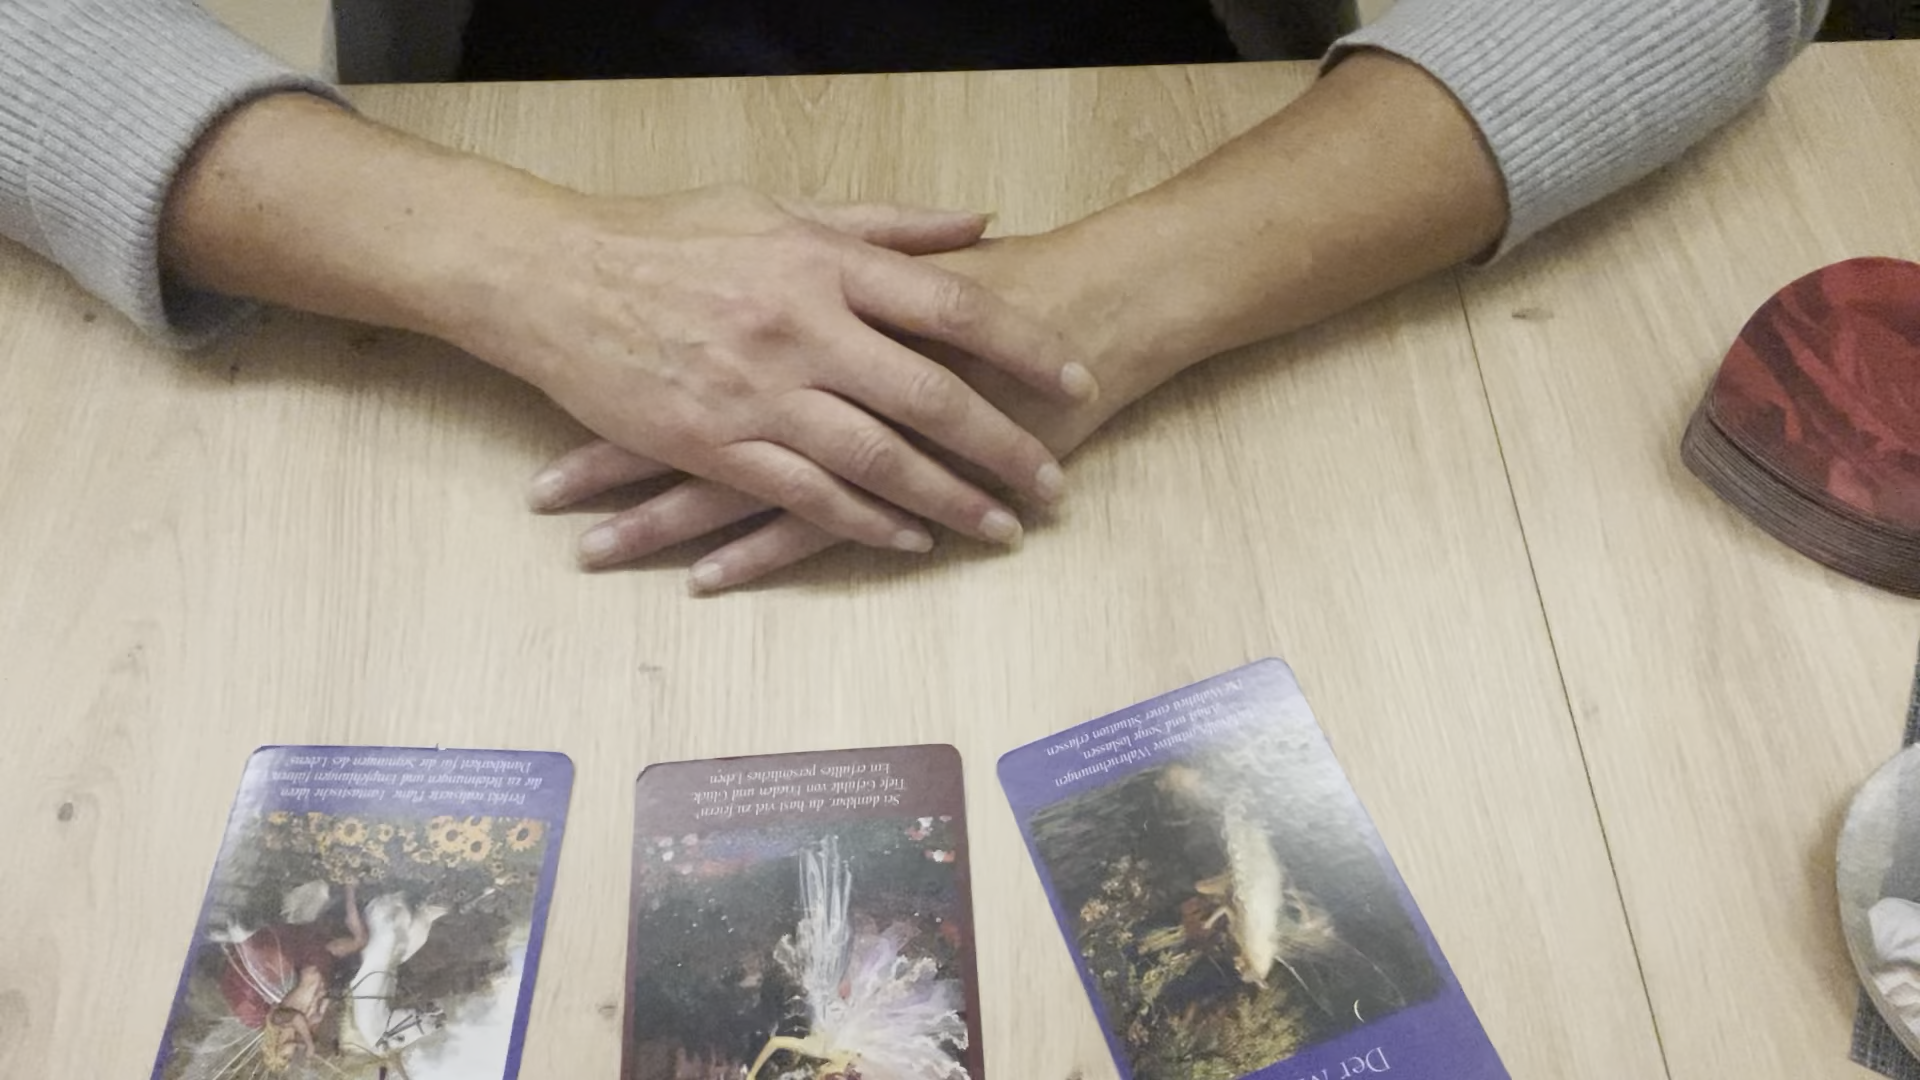 Perfekt realisierte Pläne. Fantastische Ideen,
die zu Belohnungen und Empfehlungen führen.
Dankbarkeit für die Segnungen des Lebens.
Sei dankbar, du hast viel zu feiern!
Tiefe Gefühle von Frieden und Glück.
Ein erfülltes persönliches Leben.
Der
intuitive Wahrnehmungen
Angst und Sorge loslassen
Die Wahrheit einer Situation erfassen